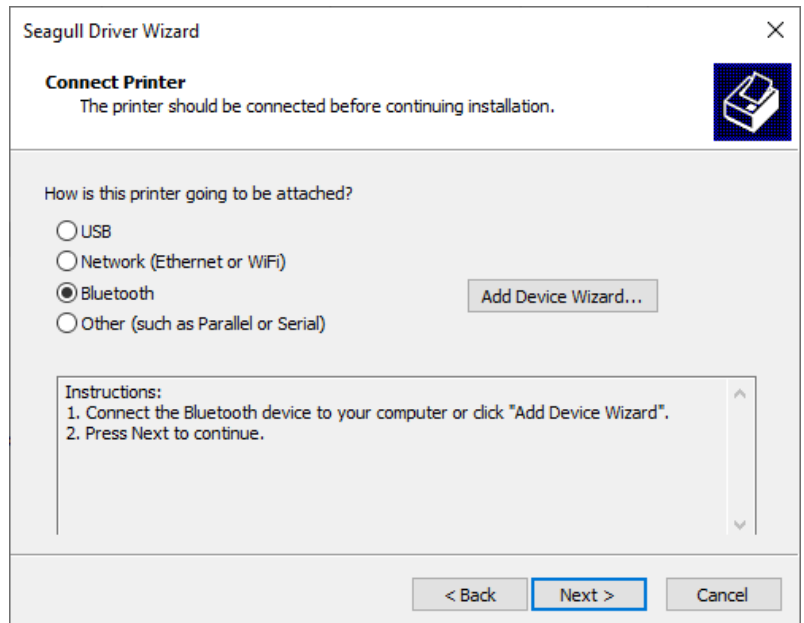 Seagull Driver Wizard
Connect Printer
The printer should be connected before continuing installation.
How is this printer going to be attached?
USB
Network (Ethernet or WiFi)
Bluetooth
Add Device Wizard...
Other (such as Parallel or Serial)
Instructions:
1. Connect the Bluetooth device to your computer or click "Add Device Wizard".
2. Press Next to continue.
< Back
Next >
Cancel